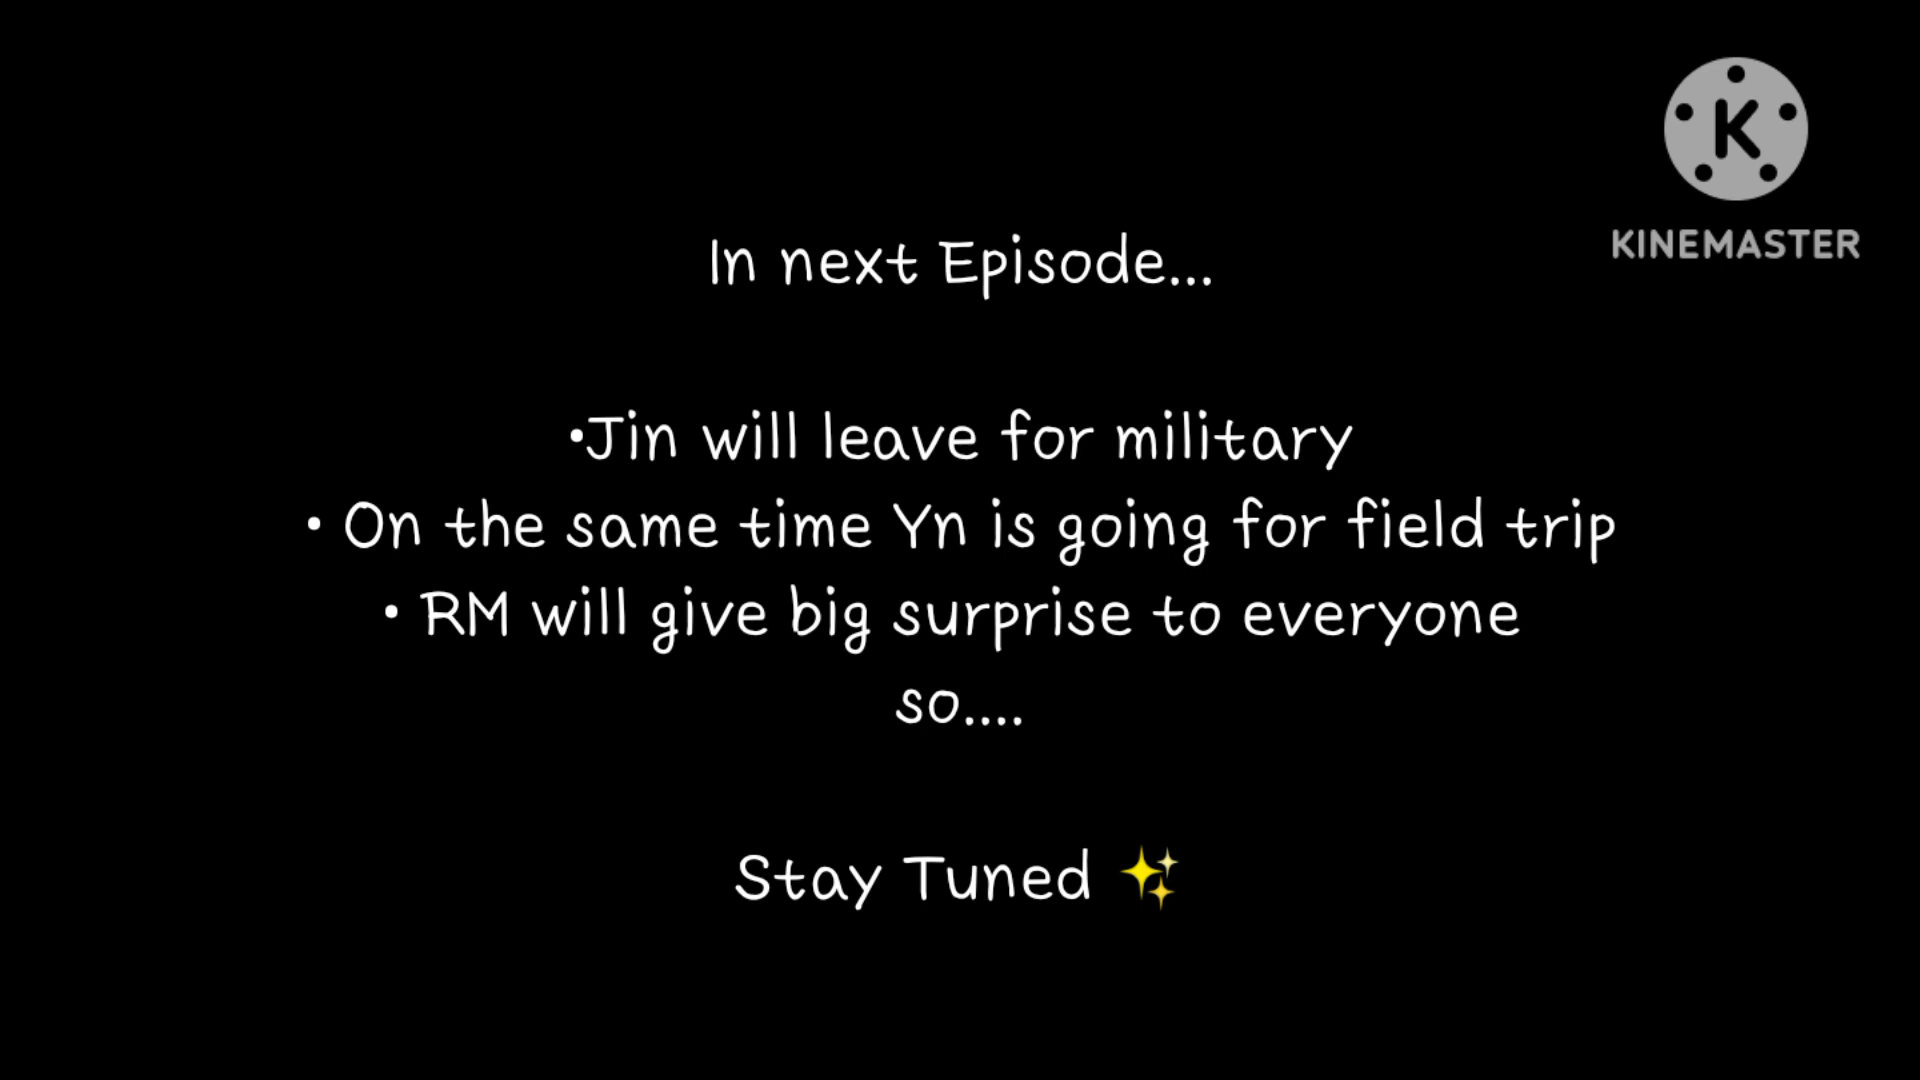 K
KINEMASTER
In next Episode...
•Jin will leave for military
• On the same time Yn is going for field trip
• RM will give big surprise to everyone
so....
Stay Tuned ✨